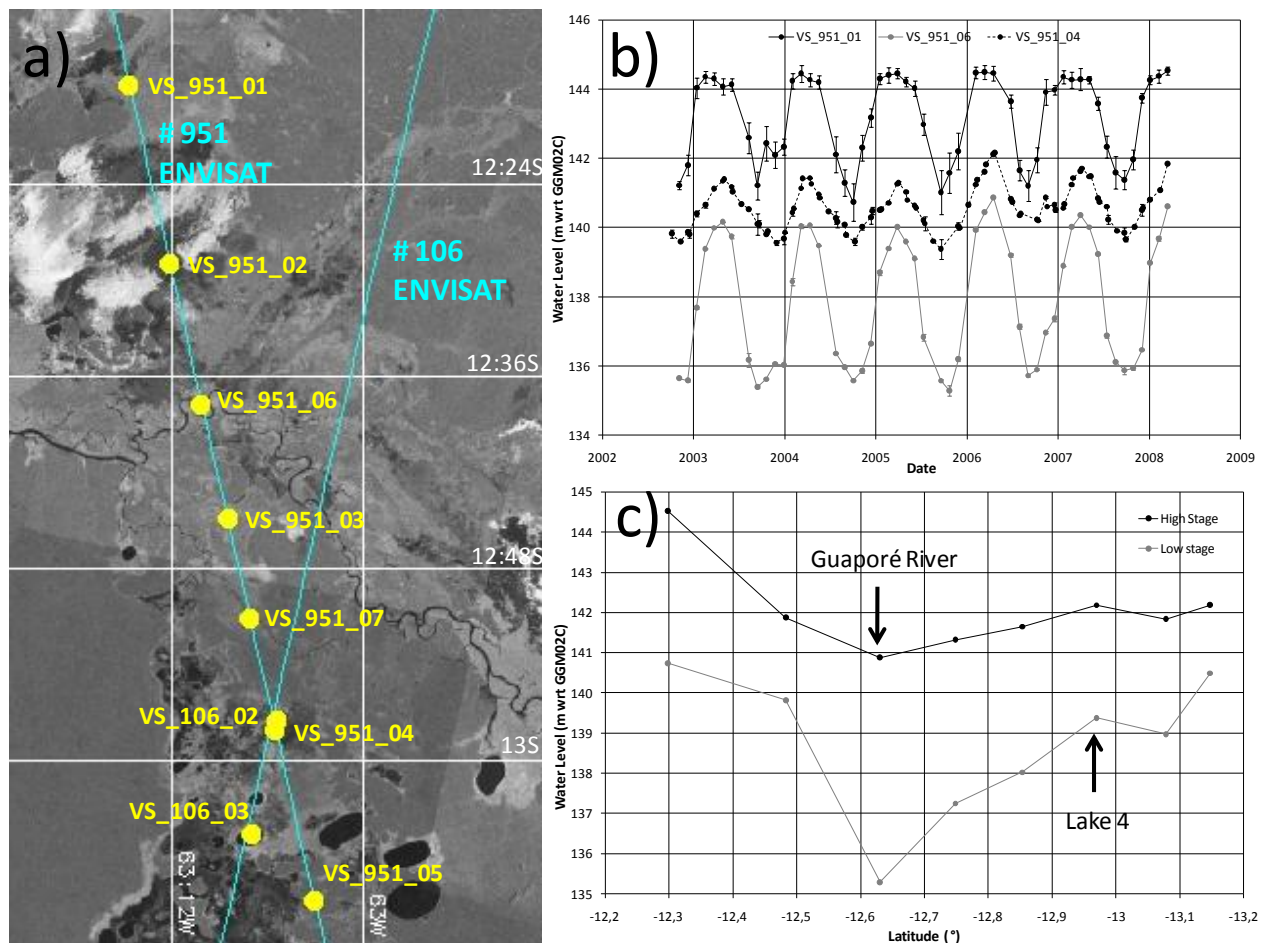 a)
VS_951_01
# 951
ENVISAT
12:24S
VS_951_02
# 106
ENVISAT
12:36S
VS_951_06
VS_951_03
12:48S
VS_951_07
VS_106_02
VS_951_04
13S
VS_106_03
VS_951_05
63:12W
63W
b)
VS_951_01 VS_951_06 VS_951_04
Water Level (m wrt GGM02C)
146
144
142
140
138
136
134
2002 2003 2004 2005 2006 2007 2008 2009
Date
c)
High Stage
Low stage
Guaporé River
Lake 4
Water Level (m wrt GGM02C)
145
144
143
142
141
140
139
138
137
136
135
-12,2 -12,3 -12,4 -12,5 -12,6 -12,7 -12,8 -12,9 -13 -13,1 -13,2
Latitude (°)